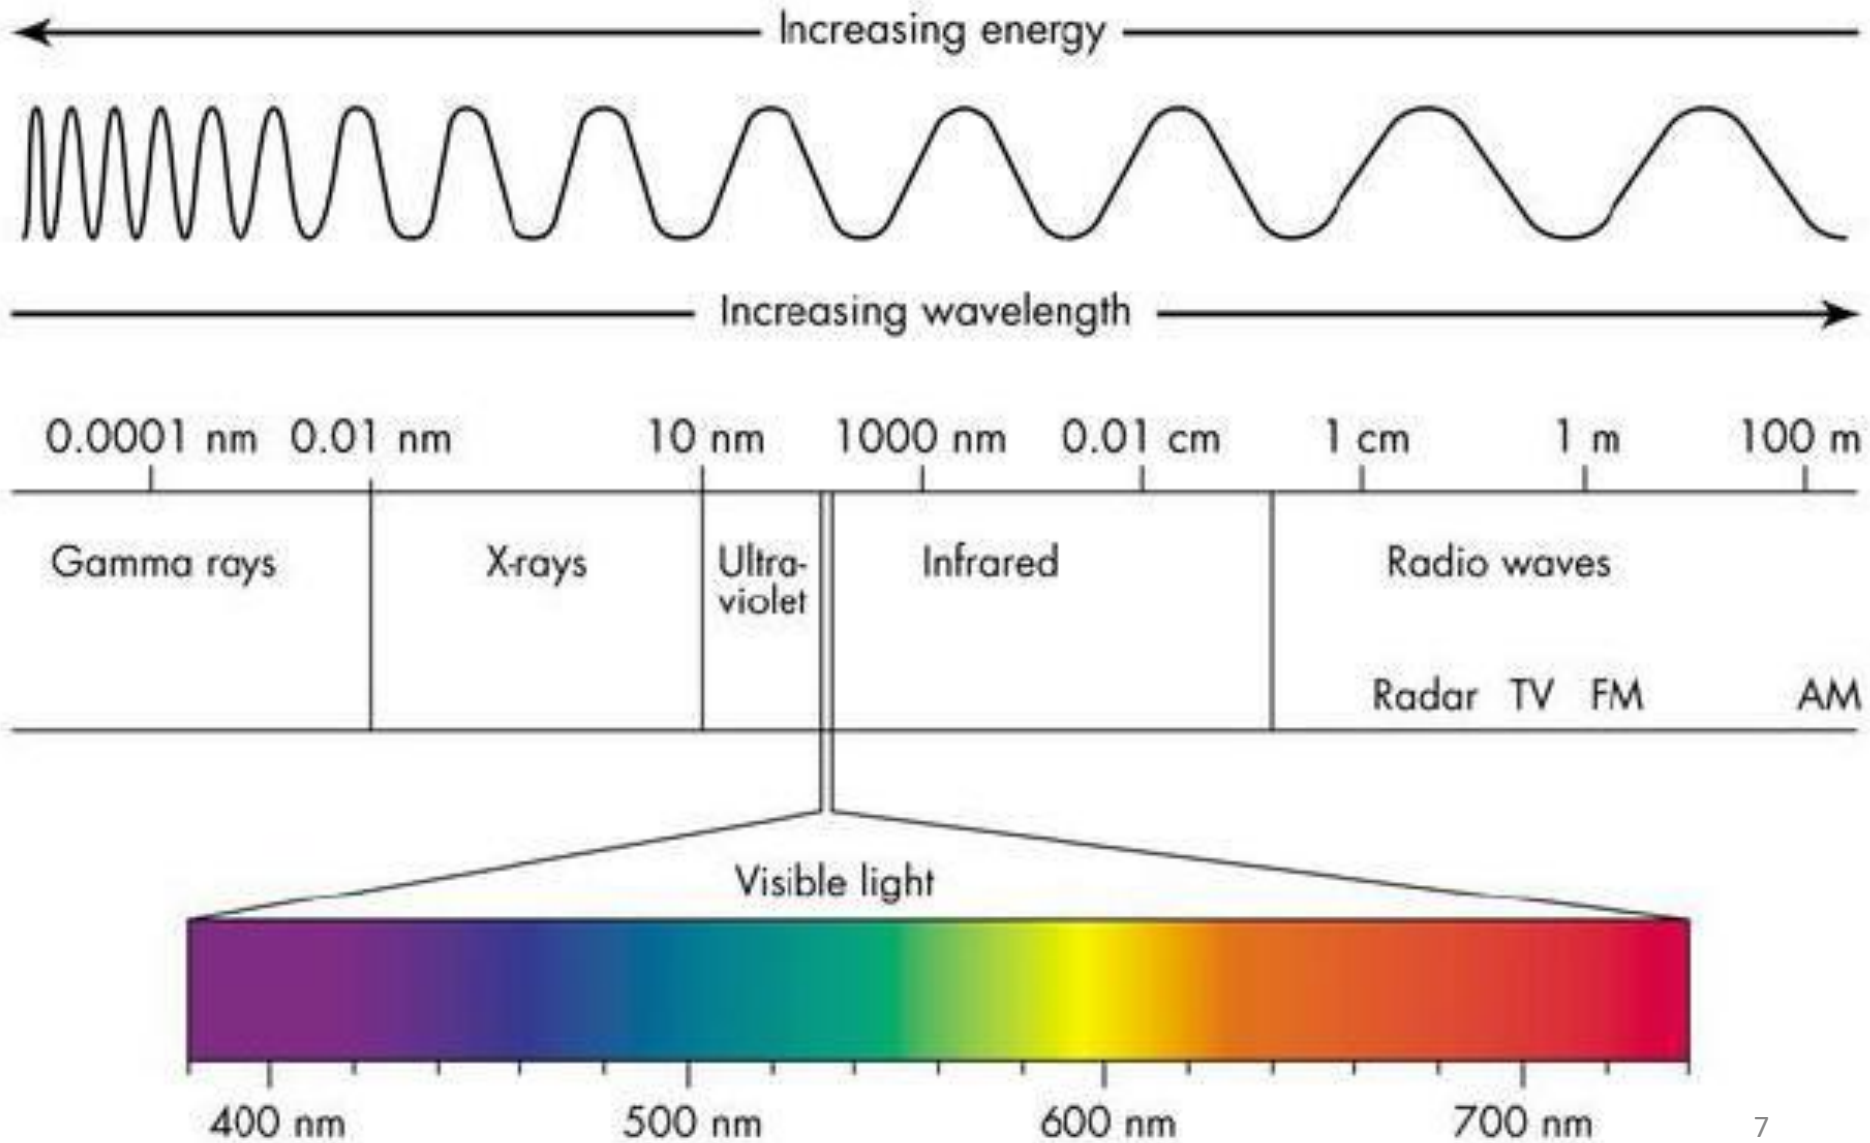 Increasing energy
Increasing wavelength
0.0001 nm 0.01 nm 10 nm 1000 nm 0.01 cm 1 cm 1 m 100 m
Gamma rays X-rays Ultra- Infrared Radio waves
violet
Radar TV FM AM
Visible light
400 nm 500 nm 600 nm 700 nm
7